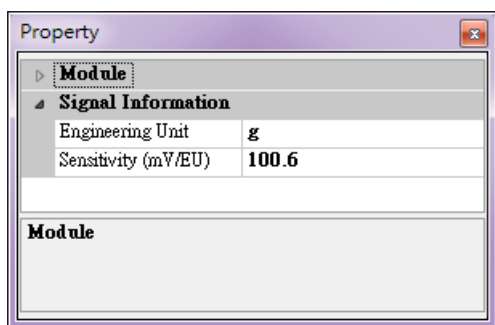 Property
Module
Signal Information
Engineering Unit g
Sensitivity (mV/EU) 100.6
Module